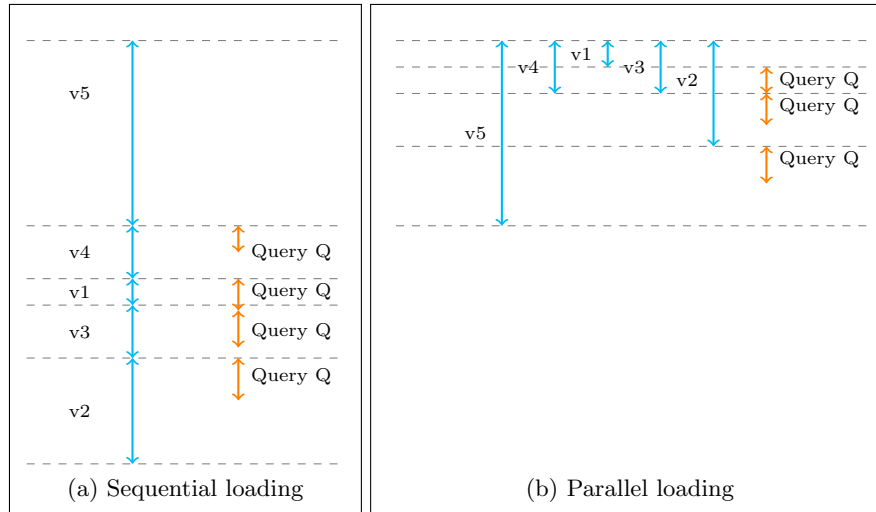 v5
v4
Query Q
v1
Query Q
v3
Query Q
Query Q
v2
(a) Sequential loading
v1
v4
v3
v2
Query Q
Query Q
v5
Query Q
(b) Parallel loading